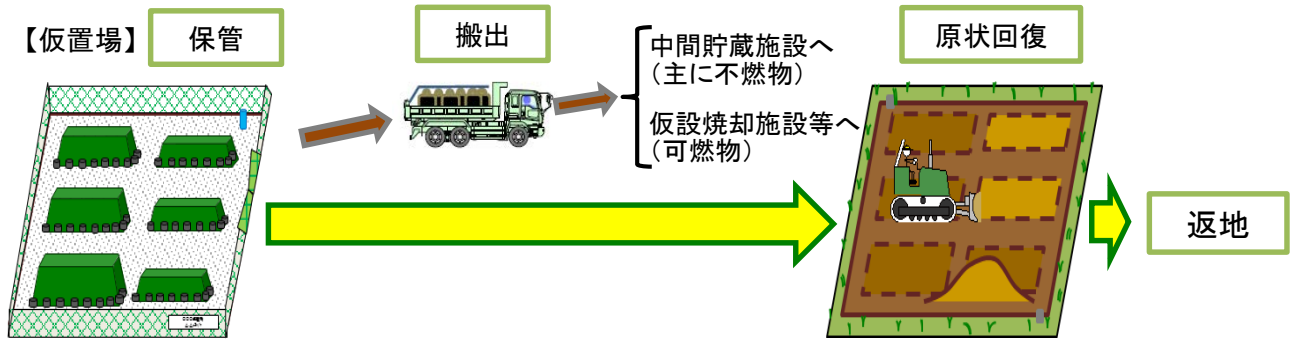 【仮置場】
保管
搬出
中間貯蔵施設へ
（主に不燃物）
仮設焼却施設等へ
（可燃物）
原状回復
返地